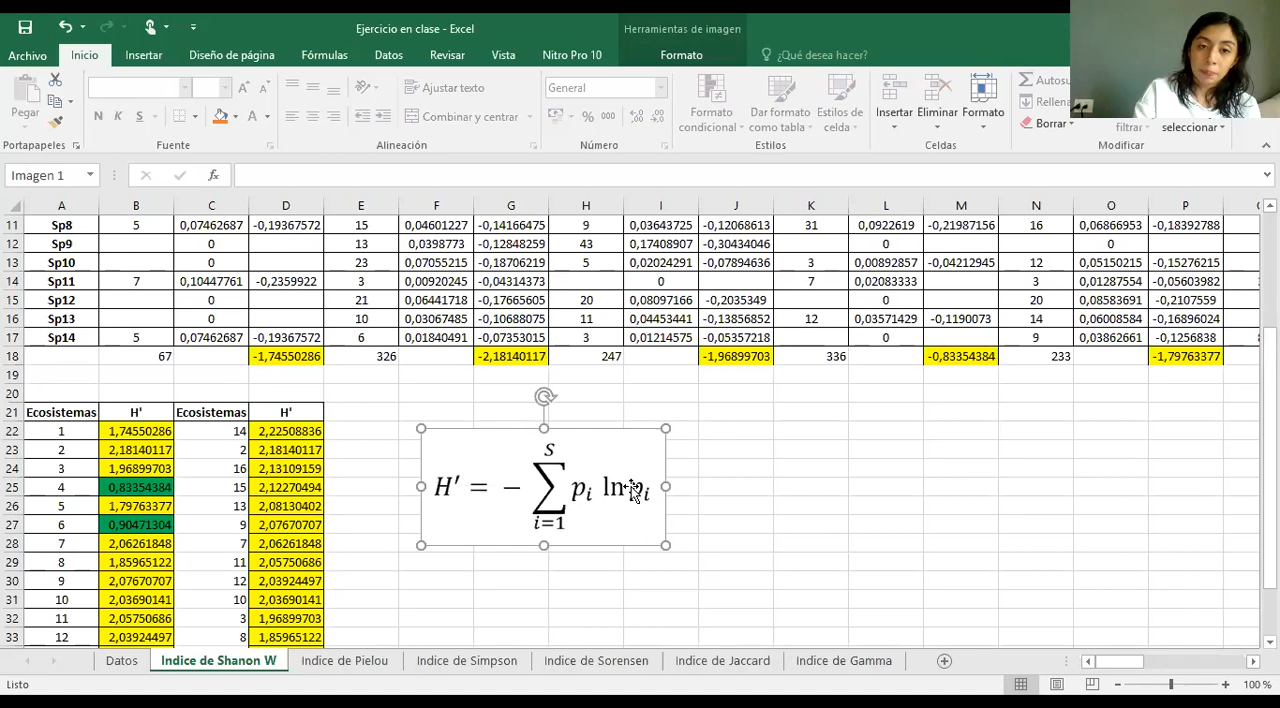 Ejercicio en clase - Excel
Herramientas de imagen
Archivo Inicio Insertar Diseño de página Fórmulas Datos Revisar Vista Nitro Pro 10 Formato ¿Qué desea hacer?
Pegar
N K S
Ajustar texto
Combinar y centrar
General
% 000
Formato condicional
Dar formato como tabla
Estilos de celda
Insertar Eliminar Formato
Σ Autosu
Rellena
Borrar
filtrar seleccionar
Portapapeles Fuente Alineación Número Estilos Celdas Modificar
Imagen 1 fx
A B C D E F G H I J K L M N O P
11 Sp8 5 0,07462687 -0,19367572 15 0,04601227 -0,14166475 9 0,03643725 -0,12068613 31 0,0922619 -0,21987156 16 0,06866953 -0,18392788
12 Sp9 0 13 0,0398773 -0,12848259 43 0,17408907 -0,30434046 0 0
13 Sp10 0 23 0,07055215 -0,18706219 5 0,02024291 -0,07894636 3 0,00892857 -0,04212945 12 0,05150215 -0,15276215
14 Sp11 7 0,10447761 -0,2359922 3 0,00920245 -0,04314373 0 7 0,02083333 3 0,01287554 -0,05603982
15 Sp12 0 21 0,06441718 -0,17665605 20 0,08097166 -0,2035349 0 20 0,08583691 -0,2107559
16 Sp13 0 10 0,03067485 -0,10688075 11 0,04453441 -0,13856852 12 0,03571429 -0,1190073 14 0,06008584 -0,16896024
17 Sp14 5 0,07462687 -0,19367572 6 0,01840491 -0,07353015 3 0,01214575 -0,05357218 0 9 0,03862661 -0,1256838
18 67 -1,74550286 326 -2,18140117 247 -1,96899703 336 -0,83354384 233 -1,79763377
19
20
21 Ecosistemas H' Ecosistemas H'
22 1 1,74550286 14 2,22508836
23 2 2,18140117 2 2,18140117
24 3 1,96899703 16 2,13109159
25 4 0,83354384 15 2,12270494
26 5 1,79763377 13 2,08130402
27 6 0,90471304 9 2,07670707
28 7 2,06261848 7 2,06261848
29 8 1,85965122 11 2,05750686
30 9 2,07670707 12 2,03924497
31 10 2,03690141 10 2,03690141
32 11 2,05750686 3 1,96899703
33 12 2,03924497 8 1,85965122
H' = − Σ pᵢ ln pᵢ
S
i=1
Datos Indice de Shanon W Indice de Pielou Indice de Simpson Indice de Sorensen Indice de Jaccard Indice de Gamma
Listo
100 %